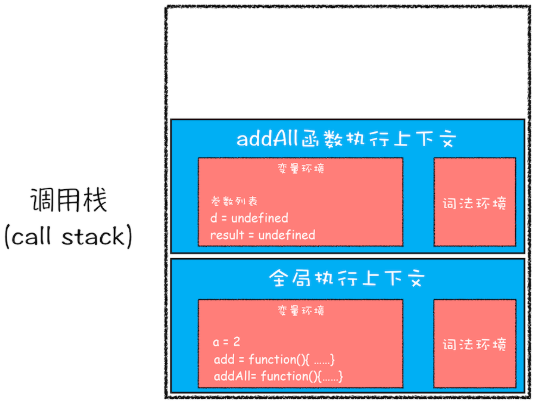 调用栈
(call stack)
addAll函数执行上下文
变量环境
参数列表
d = undefined
result = undefined
词法环境
全局执行上下文
变量环境
a = 2
add = function(){ ......}
addAll= function(){......}
词法环境